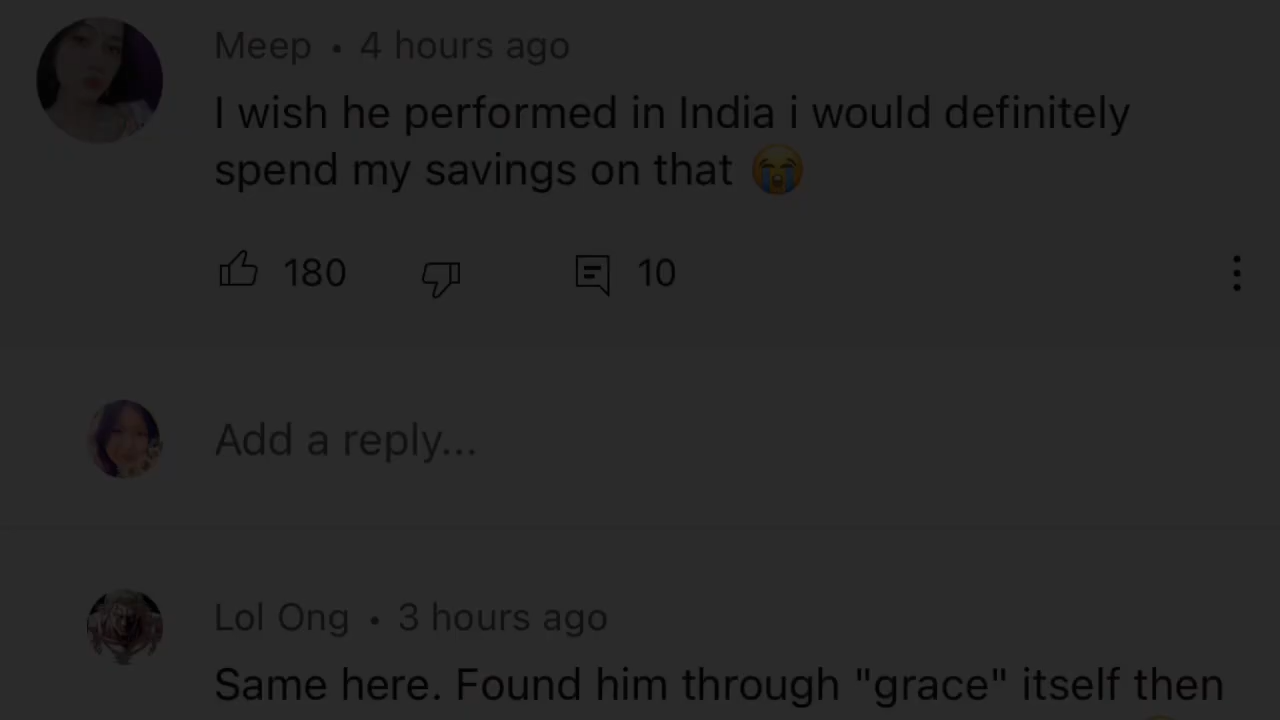 Meep • 4 hours ago
I wish he performed in India i would definitely
spend my savings on that 😭
180 10
Add a reply...
Lol Ong • 3 hours ago
Same here. Found him through "grace" itself then